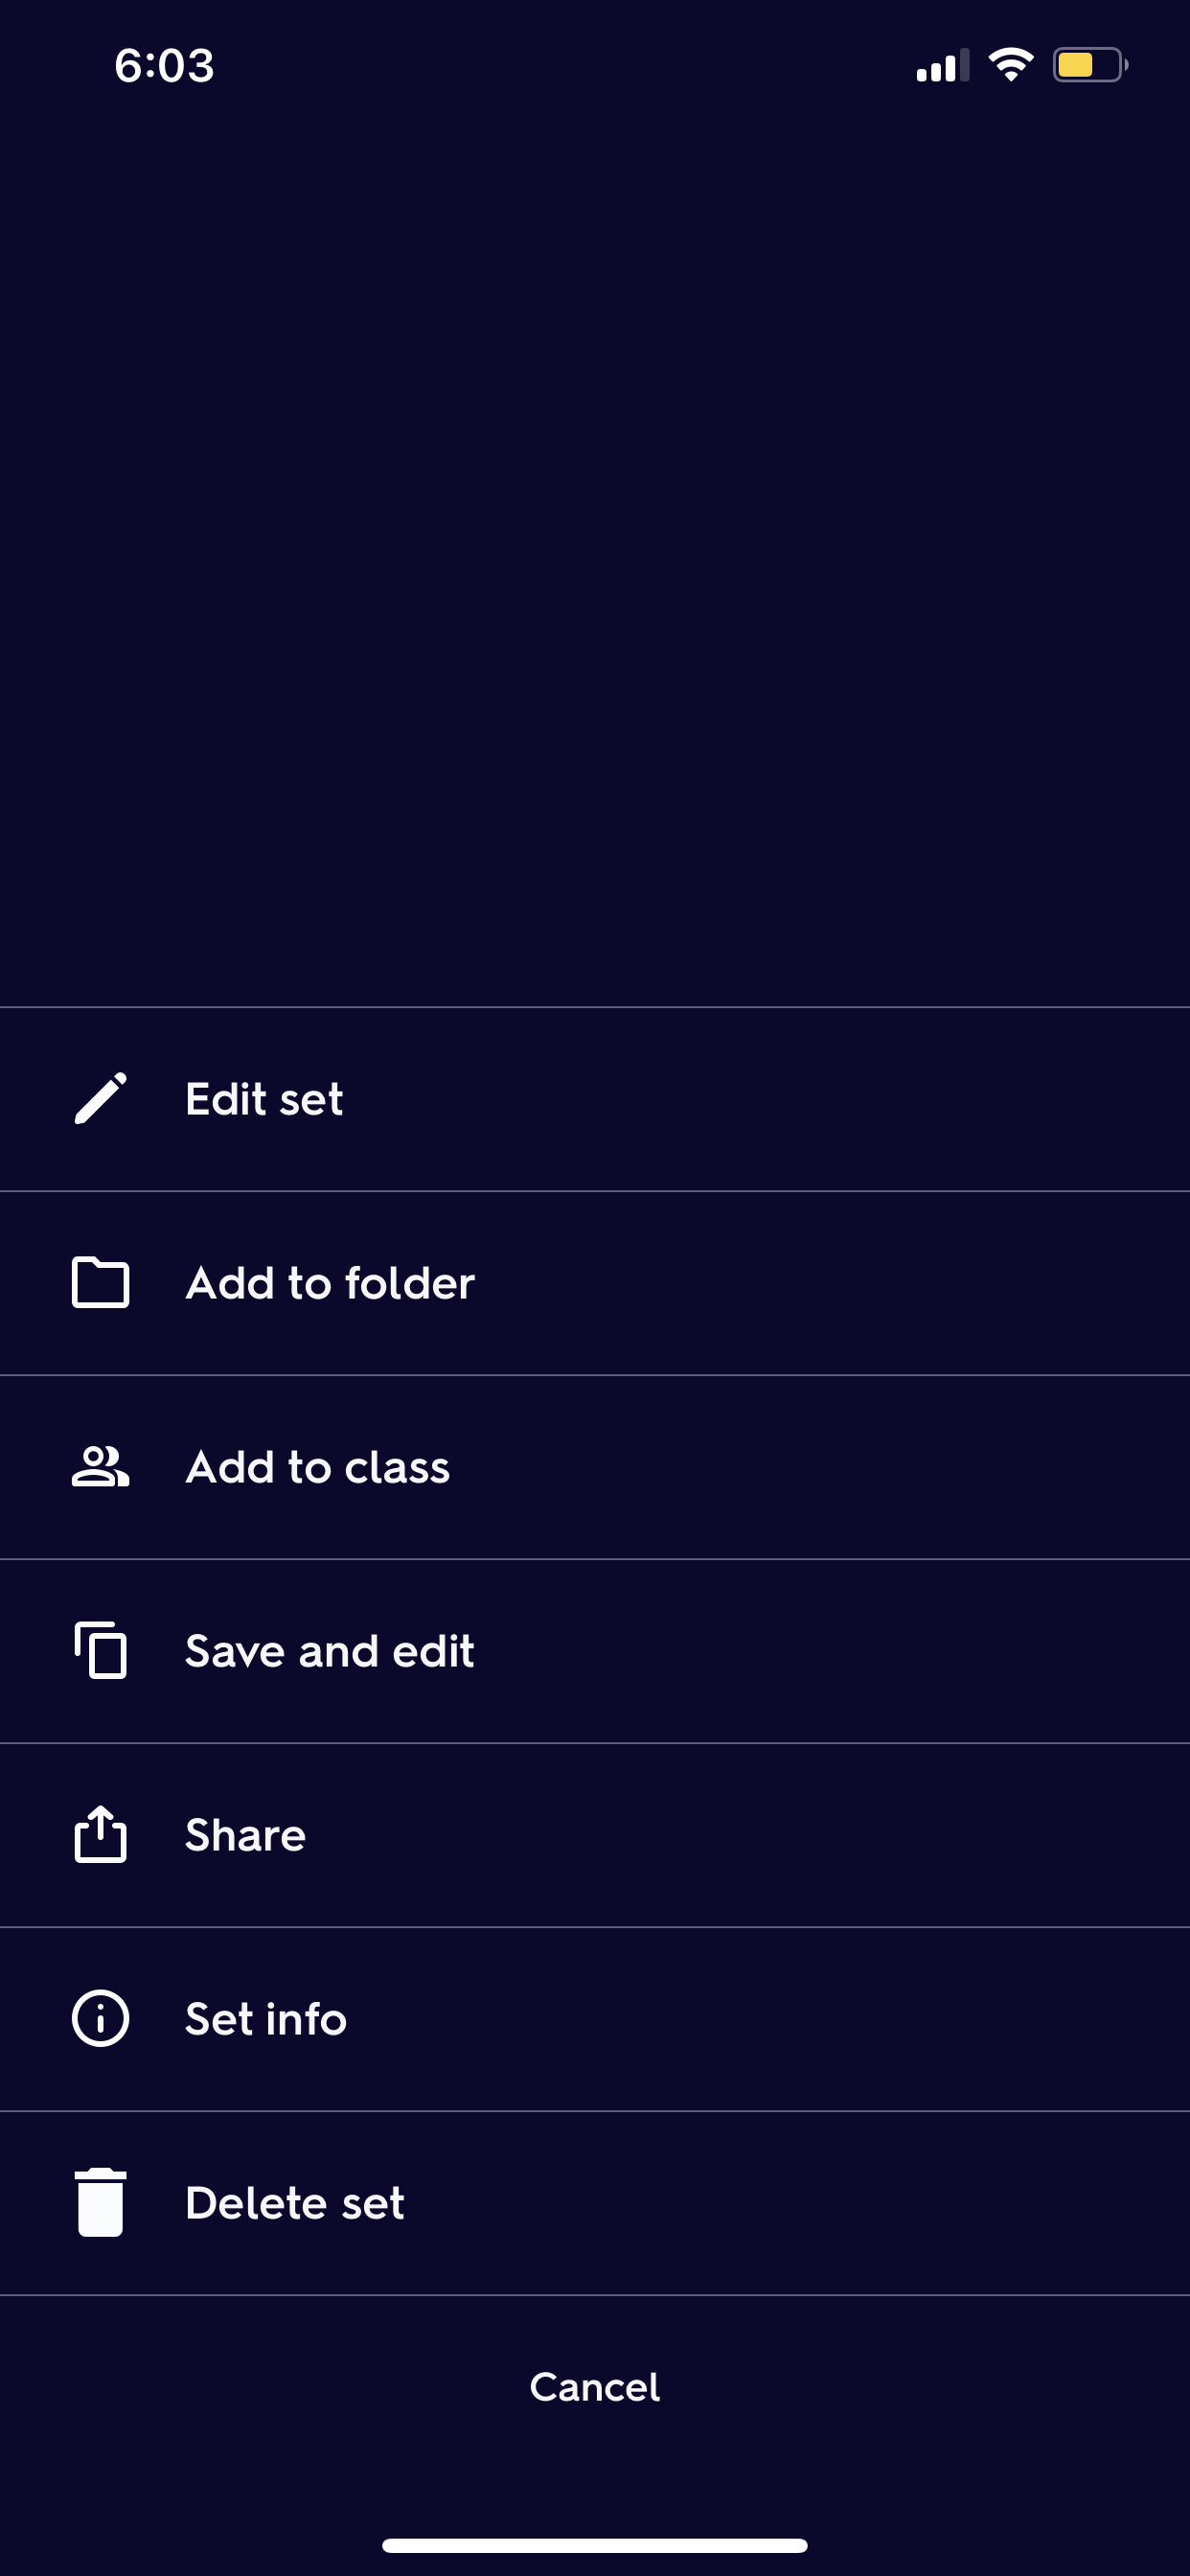 6:03
Edit set
Add to folder
Add to class
Save and edit
Share
Set info
Delete set
Cancel